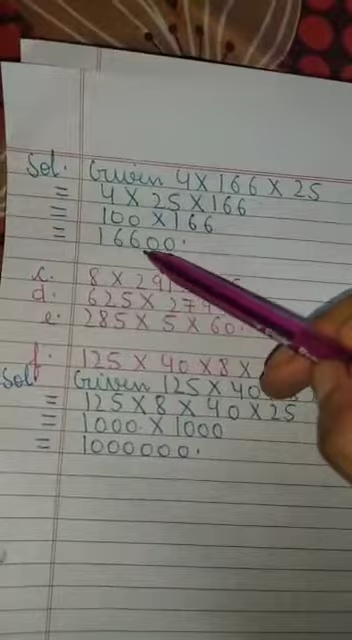 Sol. Given 4 X 166 X 25
= 4 X 25 X 166
= 100 X 166
= 16600.
c. 8 X 291
d. 625 X 279
e. 285 X 5 X 60.
f. 125 X 40 X 8 X
Sol Given 125 X 40
= 125 X 8 X 40 X 25
= 1000 X 1000
= 1000000.